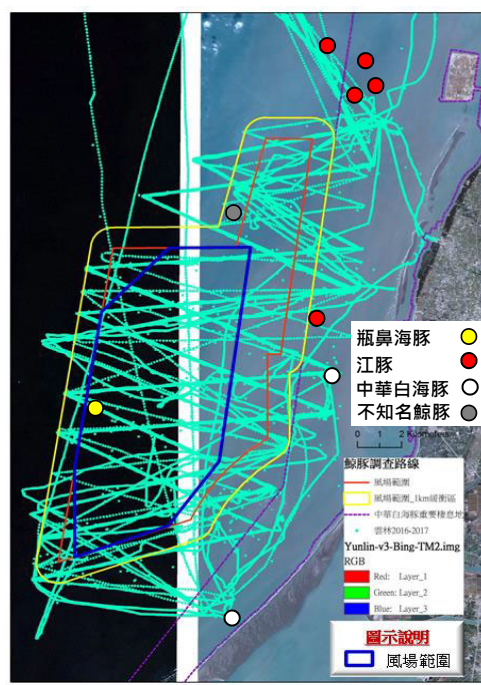 瓶鼻海豚
江豚
中華白海豚
不知名鯨豚
0 1 2 Kilometers
鯨豚調查路線
風場範圍
風場範圍_1km緩衝區
中華白海豚重要棲息地
雲林2016-2017
Yunlin-v3-Bing-TM2.img
RGB
Red: Layer_1
Green: Layer_2
Blue: Layer_3
圖示說明
風場範圍